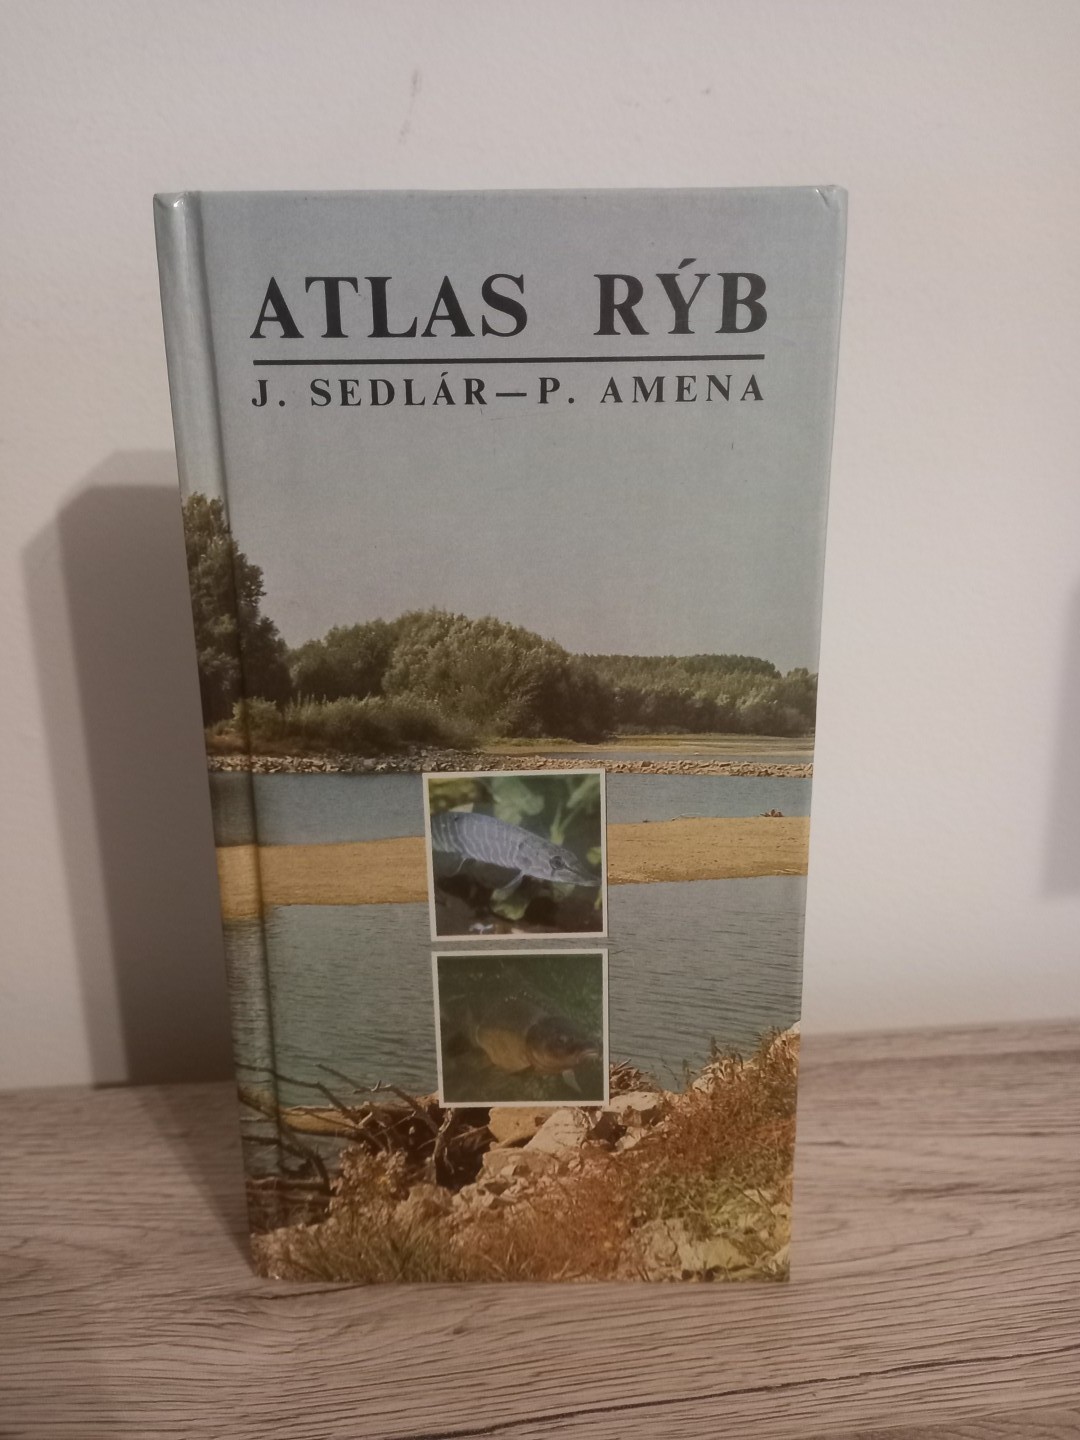 ATLAS RÝB
J. SEDLÁR—P. AMENA